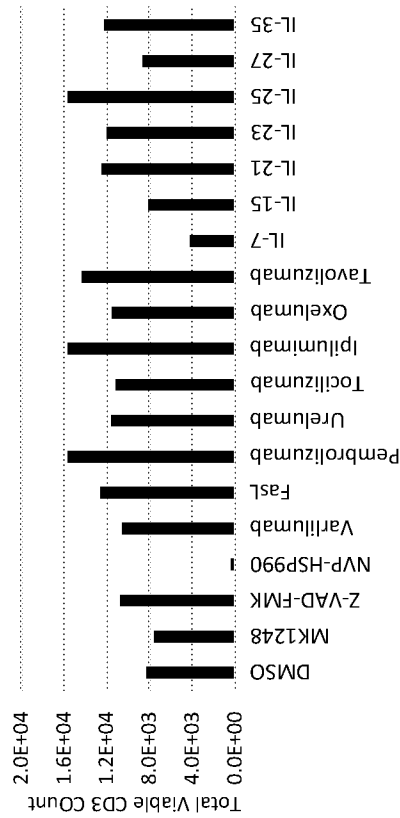 Total Viable CD3 COunt
2.0E+04
1.6E+04
1.2E+04
8.0E+03
4.0E+03
0.0E+00
DMSO
MK1248
Z-VAD-FMK
NVP-HSP990
Varlilumab
FasL
Pembrolizumab
Urelumab
Tocilizumab
Ipilumimab
Oxelumab
Tavolizumab
IL-7
IL-15
IL-21
IL-23
IL-25
IL-27
IL-35